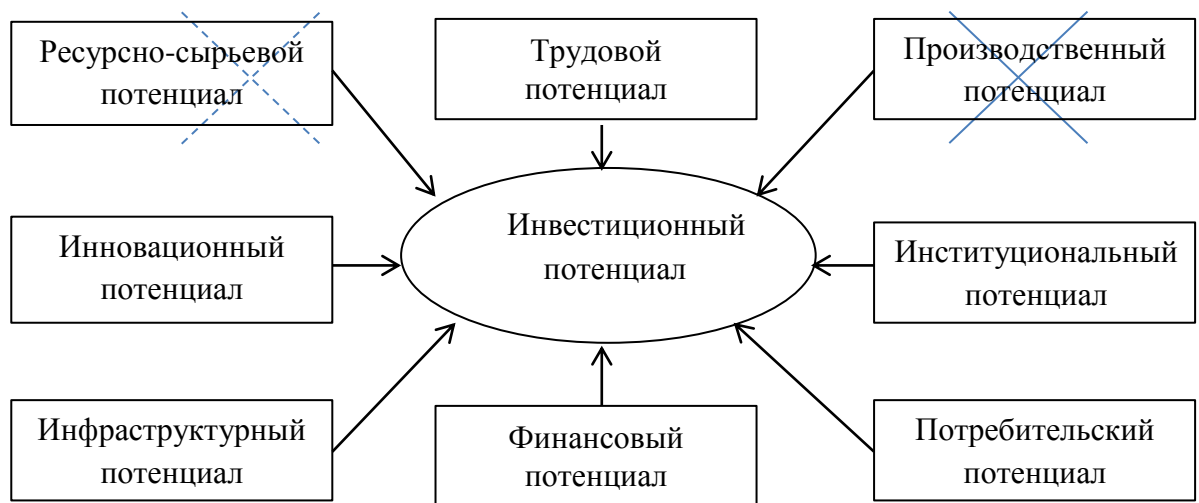 Ресурсно-сырьевой
потенциал
Трудовой
потенциал
Производственный
потенциал
Инновационный
потенциал
Инвестиционный
потенциал
Институциональный
потенциал
Инфраструктурный
потенциал
Финансовый
потенциал
Потребительский
потенциал